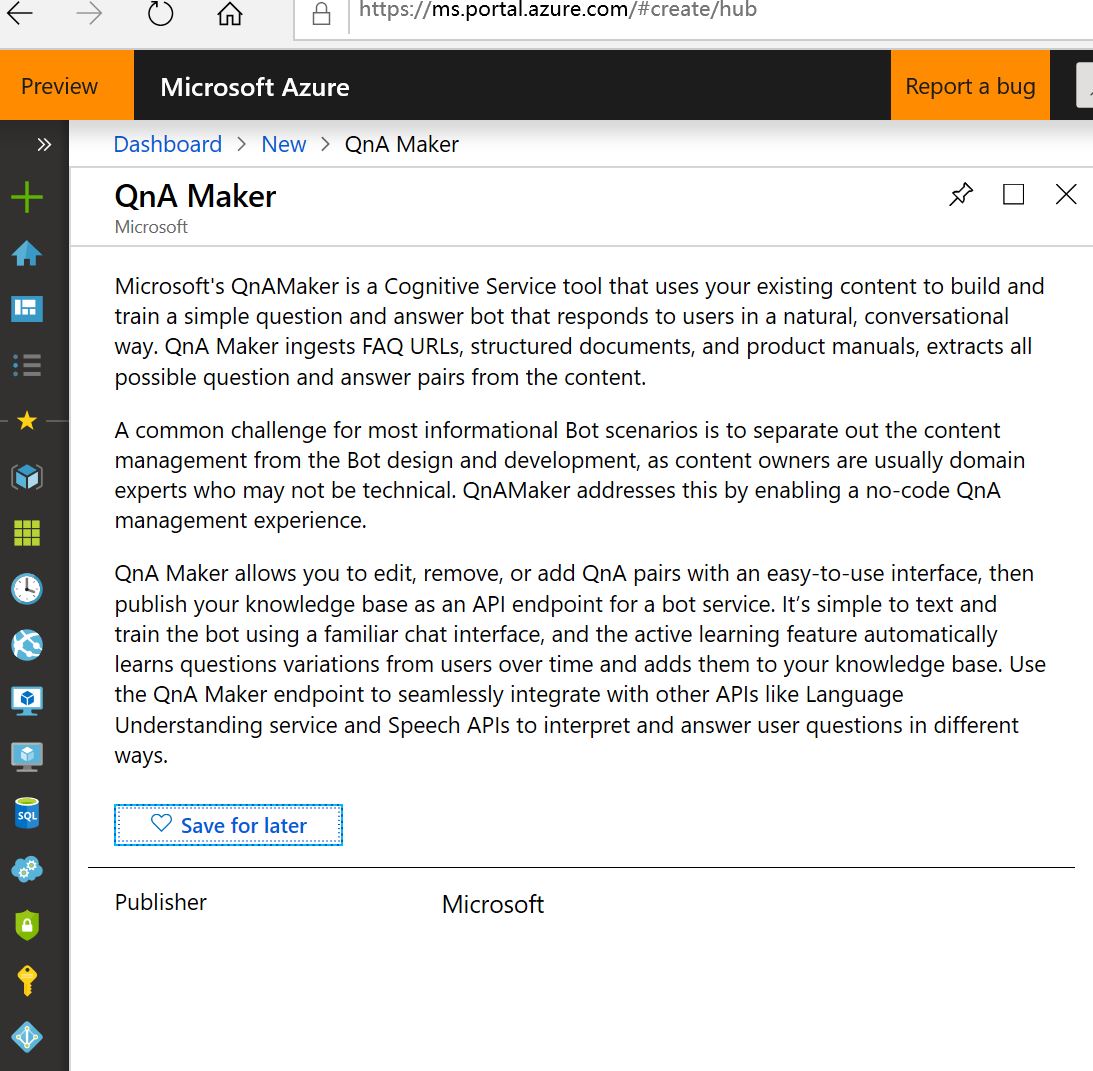 https://ms.portal.azure.com/#create/hub
Preview
Microsoft Azure
Report a bug
Dashboard > New > QnA Maker
QnA Maker
Microsoft
Microsoft's QnAMaker is a Cognitive Service tool that uses your existing content to build and
train a simple question and answer bot that responds to users in a natural, conversational
way. QnA Maker ingests FAQ URLs, structured documents, and product manuals, extracts all
possible question and answer pairs from the content.
A common challenge for most informational Bot scenarios is to separate out the content
management from the Bot design and development, as content owners are usually domain
experts who may not be technical. QnAMaker addresses this by enabling a no-code QnA
management experience.
QnA Maker allows you to edit, remove, or add QnA pairs with an easy-to-use interface, then
publish your knowledge base as an API endpoint for a bot service. It’s simple to text and
train the bot using a familiar chat interface, and the active learning feature automatically
learns questions variations from users over time and adds them to your knowledge base. Use
the QnA Maker endpoint to seamlessly integrate with other APIs like Language
Understanding service and Speech APIs to interpret and answer user questions in different
ways.
SQL
Save for later
Publisher
Microsoft